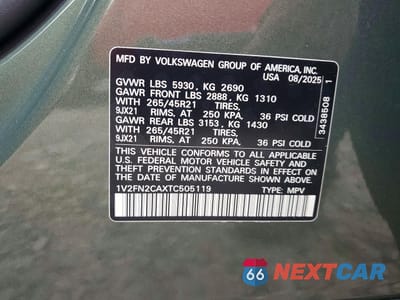 MFD BY VOLKSWAGEN GROUP OF AMERICA, INC.
USA 08/2025
GVWR LBS 5930, KG 2690
GAWR FRONT LBS 2888, KG 1310
WITH 265/45R21 TIRES,
9JX21 RIMS, AT 250 KPA. 36 PSI COLD
GAWR REAR LBS 3153, KG 1430
WITH 265/45R21 TIRES,
9JX21 RIMS, AT 250 KPA. 36 PSI COLD
THIS VEHICLE CONFORMS TO ALL APPLICABLE
U.S. FEDERAL MOTOR VEHICLE SAFETY AND
THEFT PREVENTION STANDARDS IN EFFECT ON
THE DATE OF MANUFACTURE SHOWN ABOVE.
1V2FN2CAXTC505119 TYPE: MPV
3438508 1
66 NEXTCAR